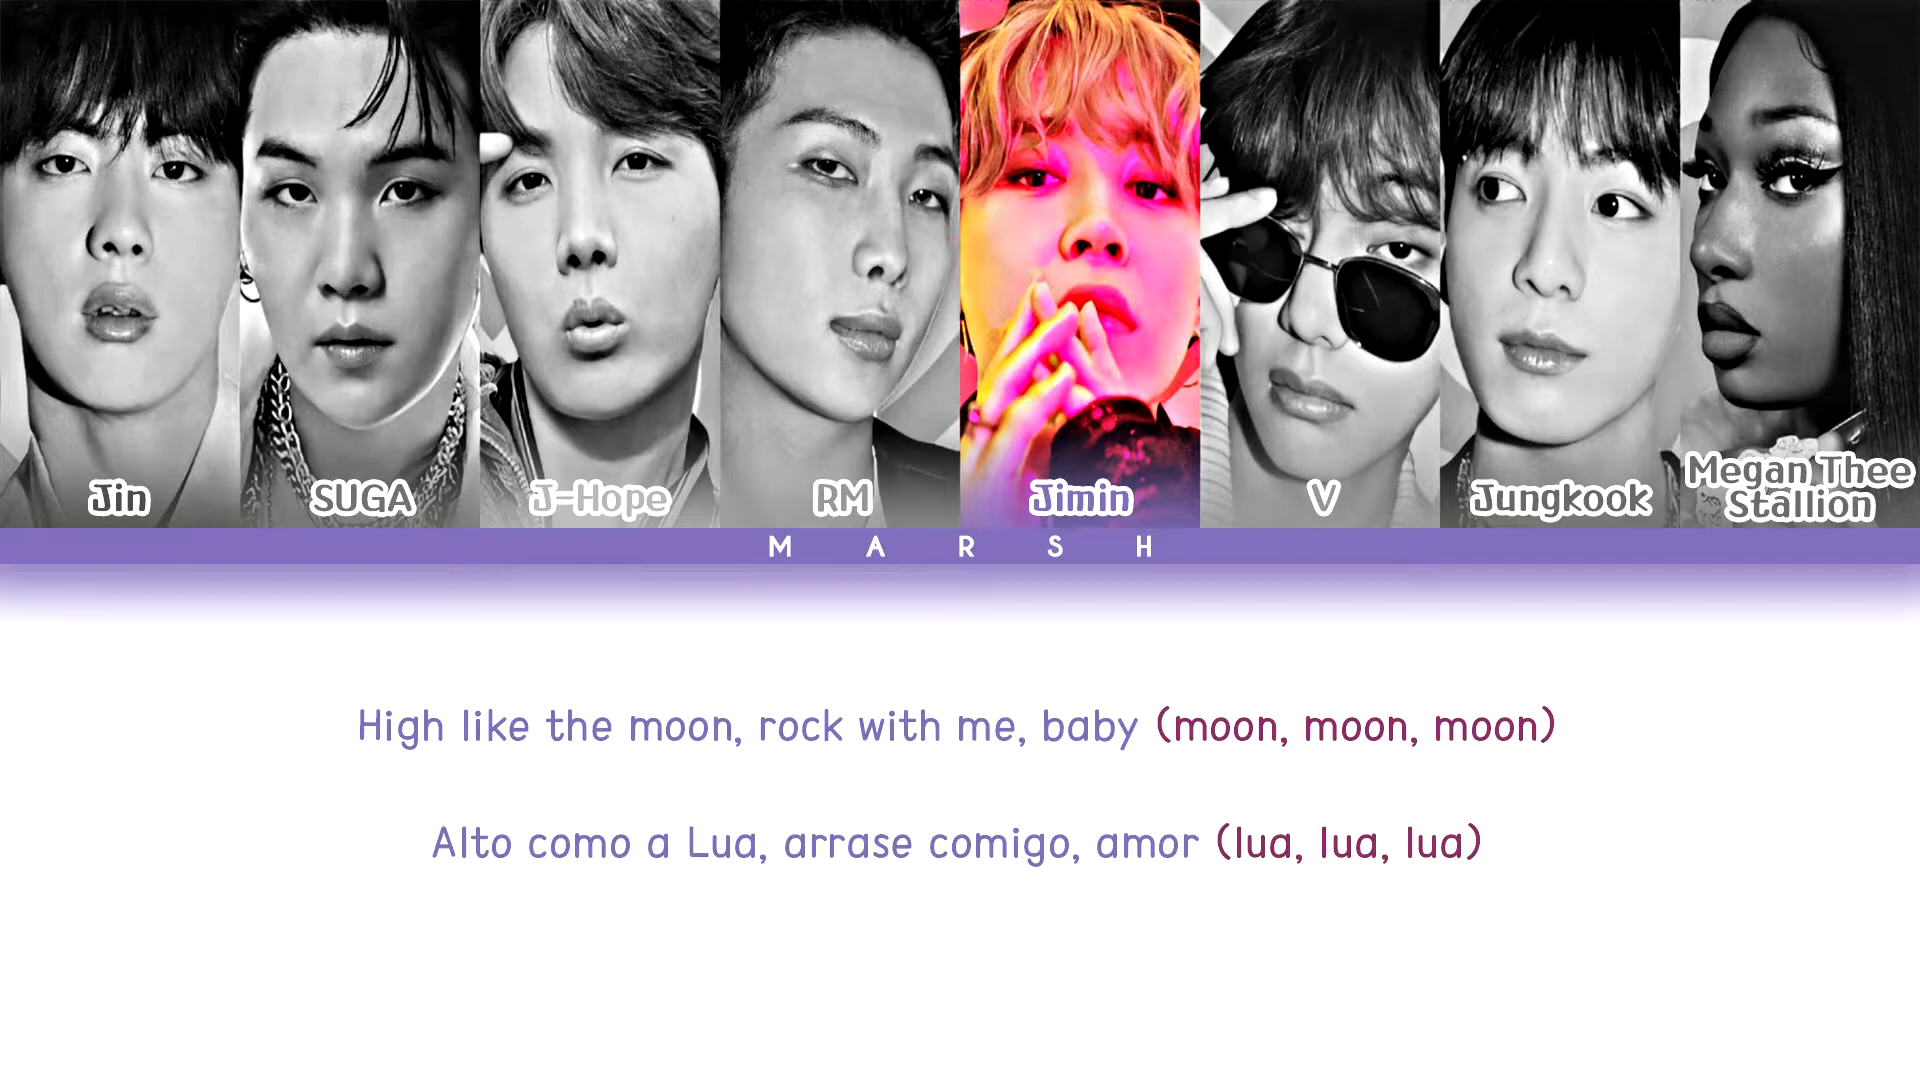 Jin
SUGA
J-Hope
RM
Jimin
V
Jungkook
Megan Thee
Stallion
MARSH
High like the moon, rock with me, baby (moon, moon, moon)
Alto como a Lua, arrase comigo, amor (lua, lua, lua)